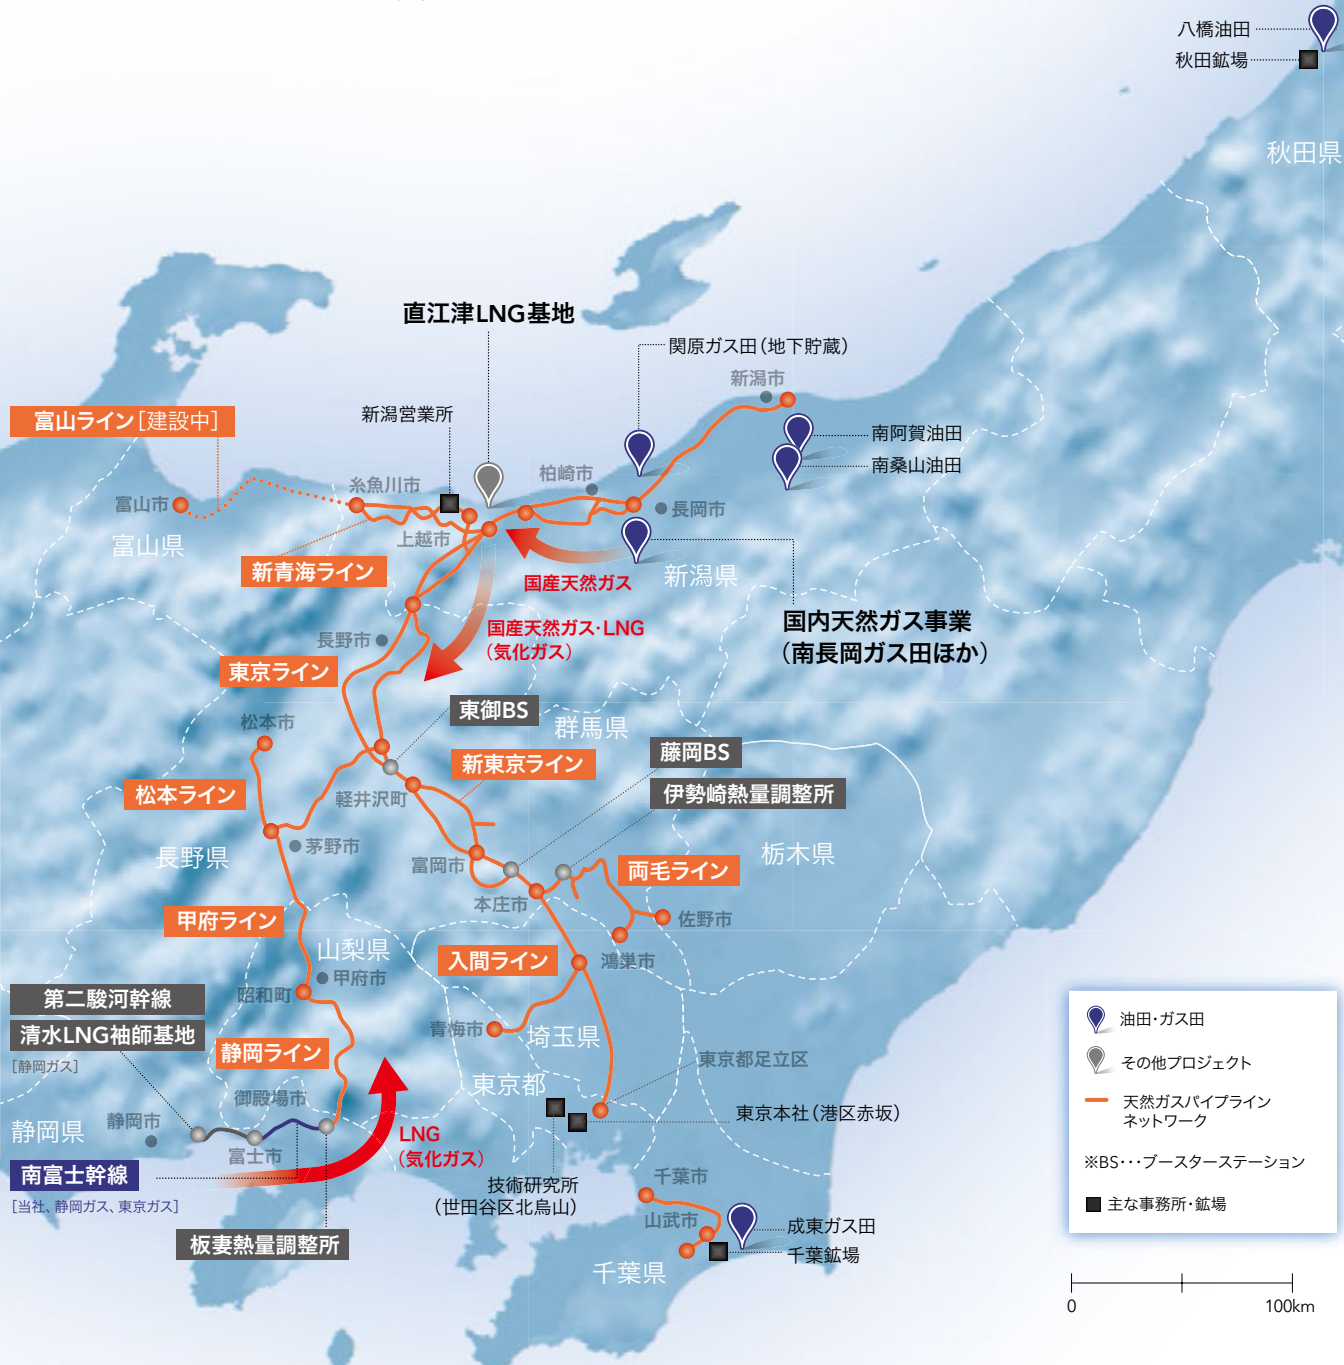 八橋油田
秋田鉱場
秋田県
直江津LNG基地
関原ガス田（地下貯蔵）
新潟市
富山ライン［建設中］
新潟営業所
南阿賀油田
柏崎市
南桑山油田
糸魚川市
富山市
長岡市
上越市
富山県
新青海ライン
国産天然ガス
新潟県
国産天然ガス・LNG
（気化ガス）
国内天然ガス事業
（南長岡ガス田ほか）
長野市
東京ライン
東御BS
松本市
群馬県
藤岡BS
新東京ライン
松本ライン
軽井沢町
伊勢崎熱量調整所
茅野市
長野県
富岡市
両毛ライン
栃木県
本庄市
甲府ライン
佐野市
山梨県
入間ライン
鴻巣市
甲府市
昭和町
第二駿河幹線
清水LNG袖師基地
［静岡ガス］
静岡ライン
青梅市
埼玉県
東京都足立区
東京都
御殿場市
静岡市
静岡県
富士市
東京本社（港区赤坂）
LNG
（気化ガス）
南富士幹線
［当社、静岡ガス、東京ガス］
技術研究所
（世田谷区北烏山）
千葉市
山武市
成東ガス田
千葉鉱場
板妻熱量調整所
千葉県
油田・ガス田
その他プロジェクト
天然ガスパイプライン
ネットワーク
※BS・・・ブースターステーション
主な事務所・鉱場
0
100km